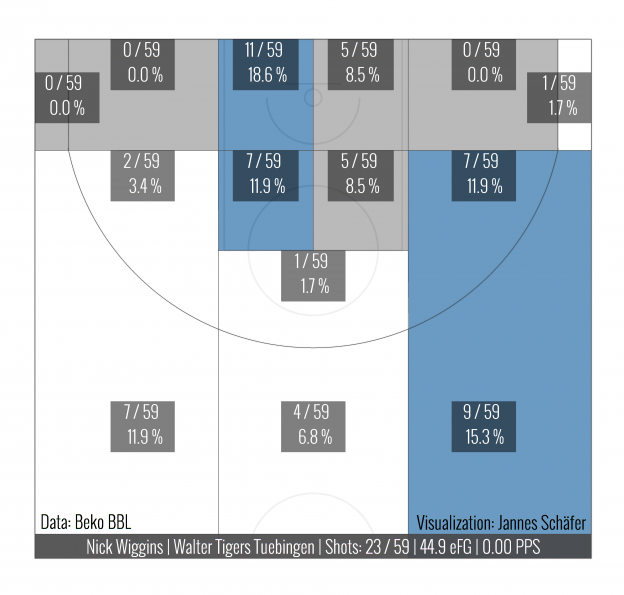 0 / 59
0.0 %
0 / 59
0.0 %
11 / 59
18.6 %
5 / 59
8.5 %
0 / 59
0.0 %
1 / 59
1.7 %
2 / 59
3.4 %
7 / 59
11.9 %
5 / 59
8.5 %
7 / 59
11.9 %
1 / 59
1.7 %
7 / 59
11.9 %
4 / 59
6.8 %
9 / 59
15.3 %
Data: Beko BBL
Visualization: Jannes Schäfer
Nick Wiggins | Walter Tigers Tuebingen | Shots: 23 / 59 | 44.9 eFG | 0.00 PPS